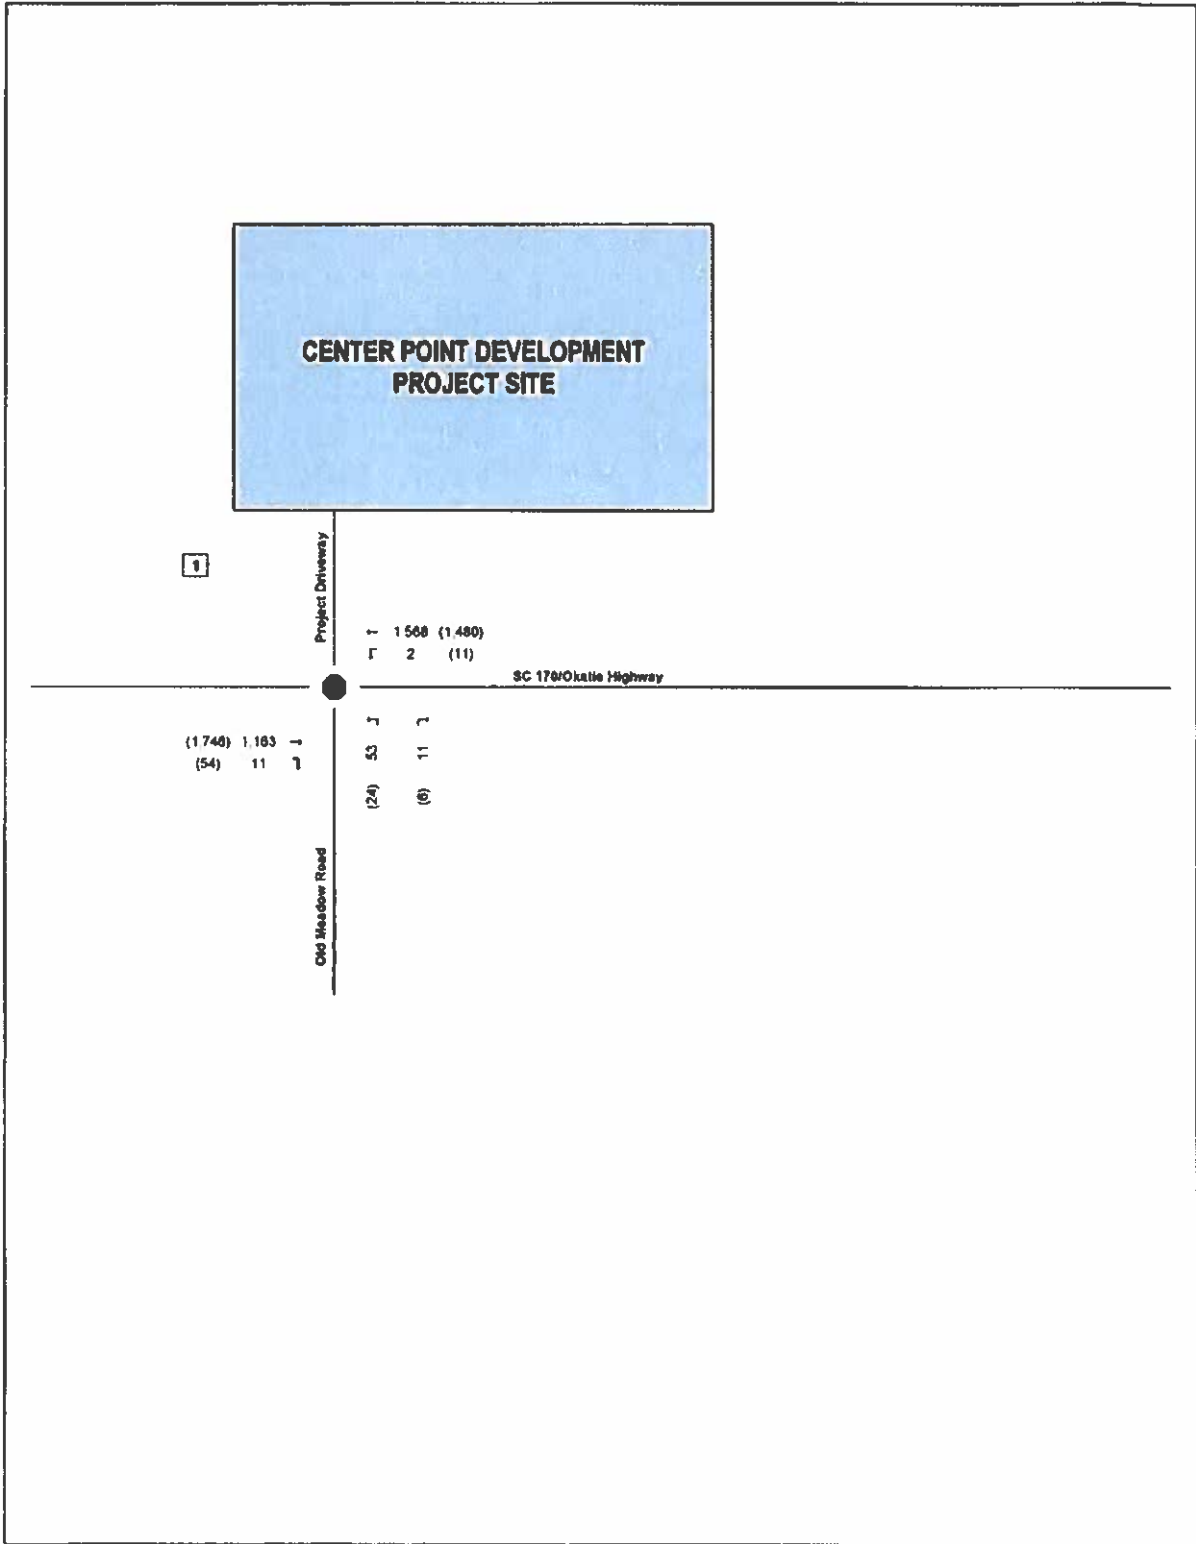 CENTER POINT DEVELOPMENT
PROJECT SITE
1
Project Driveway
← 1,568 (1,480)
2 (11)
SC 170/Okatie Highway
(1,746) 1,163 →
(54) 11
53 11
(24) (6)
Old Meadow Road